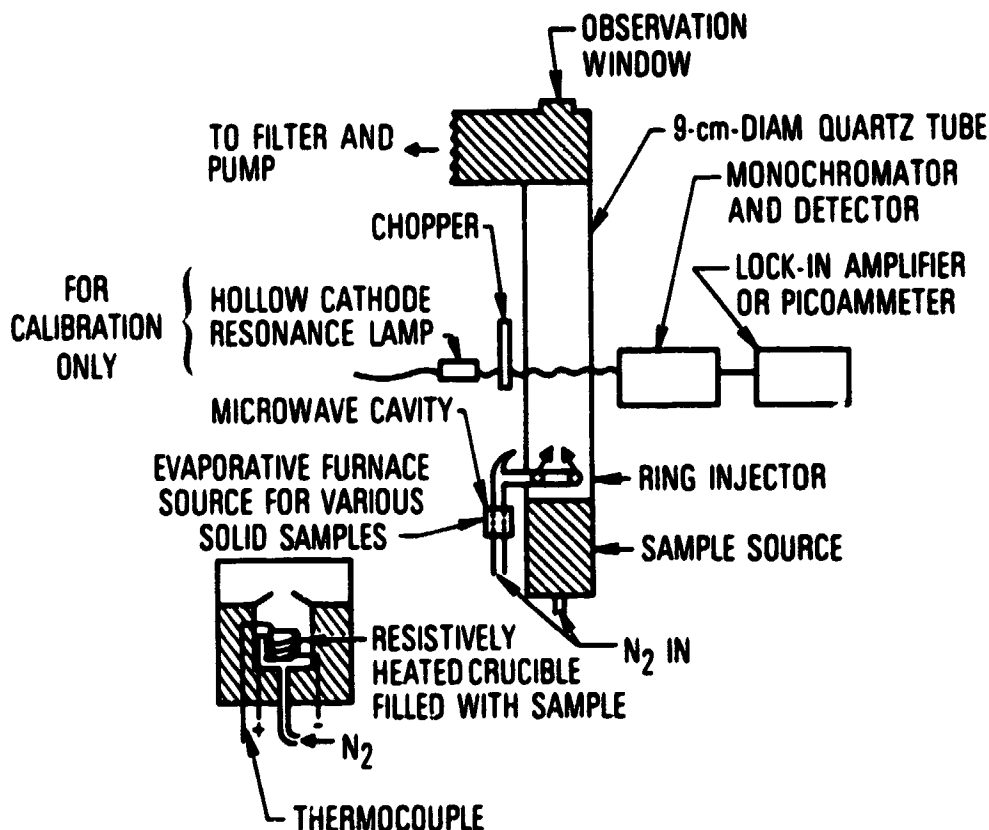 OBSERVATION
WINDOW
TO FILTER AND
PUMP
9-cm-DIAM QUARTZ TUBE
MONOCHROMATOR
AND DETECTOR
CHOPPER
LOCK-IN AMPLIFIER
OR PICOAMMETER
FOR
CALIBRATION
ONLY
HOLLOW CATHODE
RESONANCE LAMP
MICROWAVE CAVITY
EVAPORATIVE FURNACE
SOURCE FOR VARIOUS
SOLID SAMPLES
RING INJECTOR
SAMPLE SOURCE
N2 IN
RESISTIVELY
HEATED CRUCIBLE
FILLED WITH SAMPLE
+ -
N2
THERMOCOUPLE